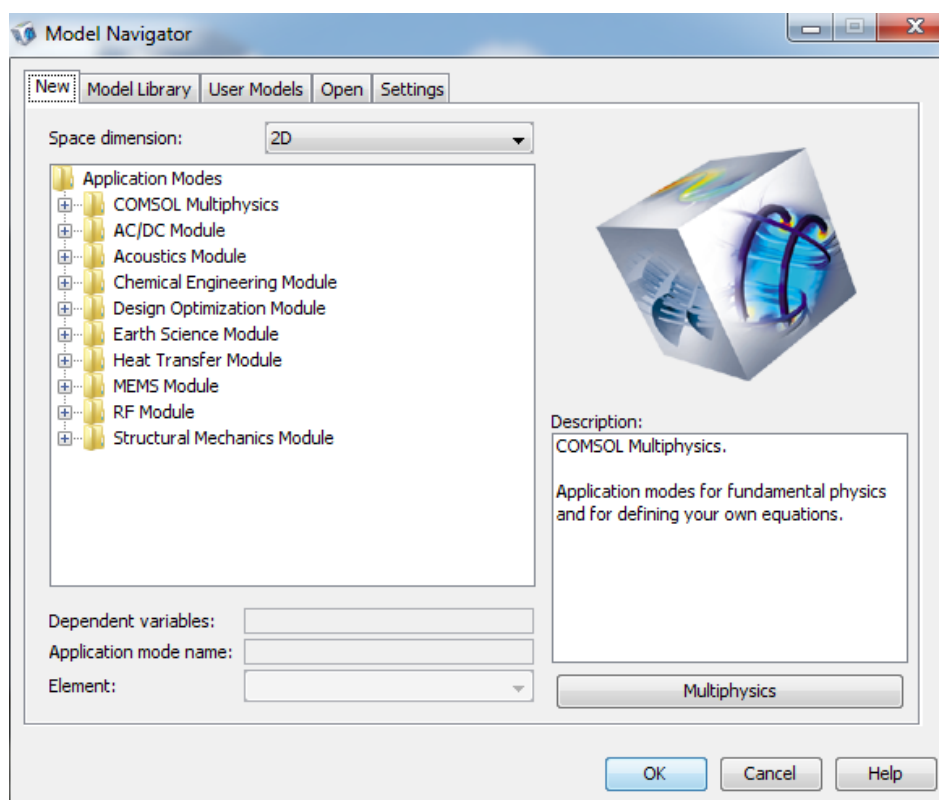 Model Navigator
New Model Library User Models Open Settings
Space dimension: 2D
Application Modes
COMSOL Multiphysics
AC/DC Module
Acoustics Module
Chemical Engineering Module
Design Optimization Module
Earth Science Module
Heat Transfer Module
MEMS Module
RF Module
Structural Mechanics Module
Description:
COMSOL Multiphysics.
Application modes for fundamental physics
and for defining your own equations.
Dependent variables:
Application mode name:
Element:
Multiphysics
OK Cancel Help